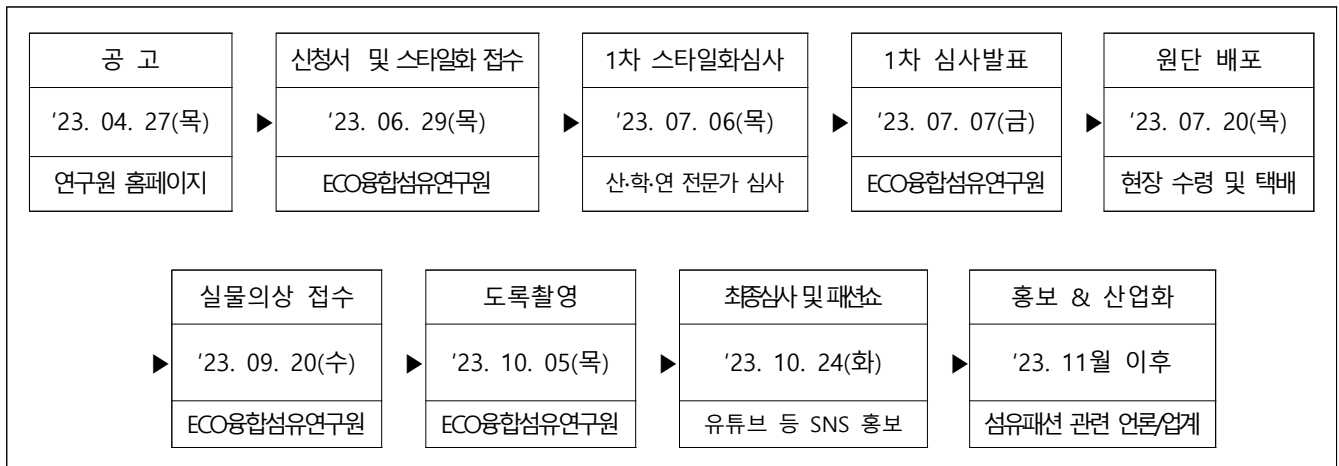 공 고
신청서 및 스타일화 접수
1차 스타일화심사
1차 심사발표
원단 배포
'23. 04. 27(목)
▶
'23. 06. 29(목)
▶
'23. 07. 06(목)
▶
'23. 07. 07(금)
▶
'23. 07. 20(목)
연구원 홈페이지
ECO융합섬유연구원
산·학·연 전문가 심사
ECO융합섬유연구원
현장 수령 및 택배
실물의상 접수
도록촬영
최종심사 및 패션쇼
홍보 & 산업화
▶
'23. 09. 20(수)
▶
'23. 10. 05(목)
▶
'23. 10. 24(화)
▶
'23. 11월 이후
ECO융합섬유연구원
ECO융합섬유연구원
유튜브 등 SNS 홍보
섬유패션 관련 언론/업계